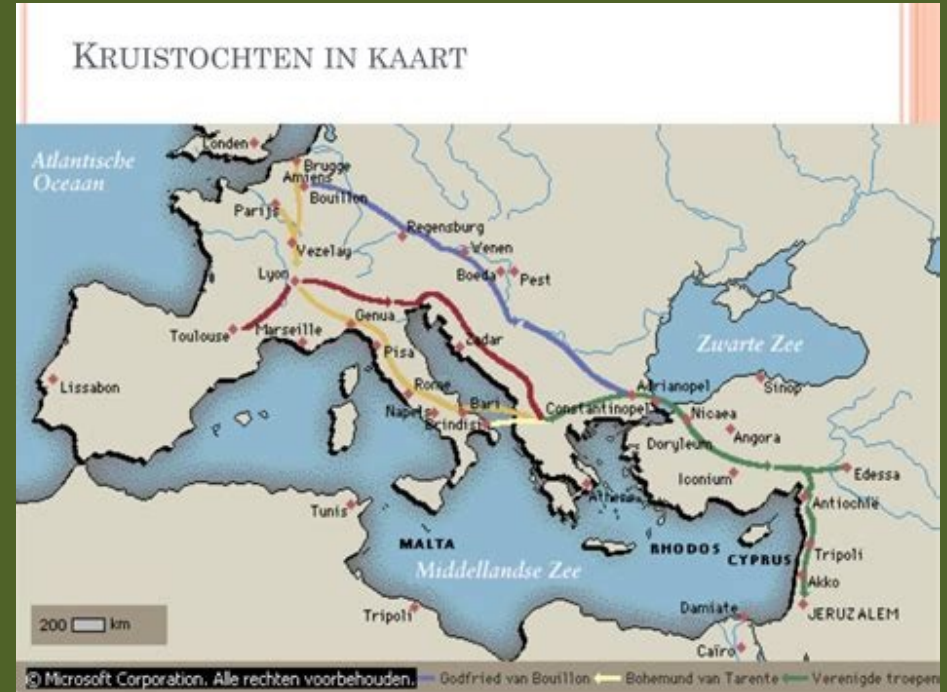 KRUISTOCHTEN IN KAART
Atlantische
Oceaan
Londen
Brugge
Amiens
Bouillon
Parijs
Regensburg
Wenen
Vezelay
Boeda
Pest
Lyon
Genua
Toulouse
Marseille
Zadar
Zwarte Zee
Pisa
Lissabon
Rome
Bari
Adrianopel
Sinop
Napels
Brindisi
Constantinopel
Nicaea
Angora
Doryleum
Iconium
Edessa
Athene
Antiochië
Tunis
MALTA
RHODOS
CYPRUS
Tripoli
Middellandse Zee
Akko
Tripoli
Damiate
JERUZALEM
200 km
Caïro
© Microsoft Corporation. Alle rechten voorbehouden. Godfried van Bouillon Bohemund van Tarente Verenigde troepen